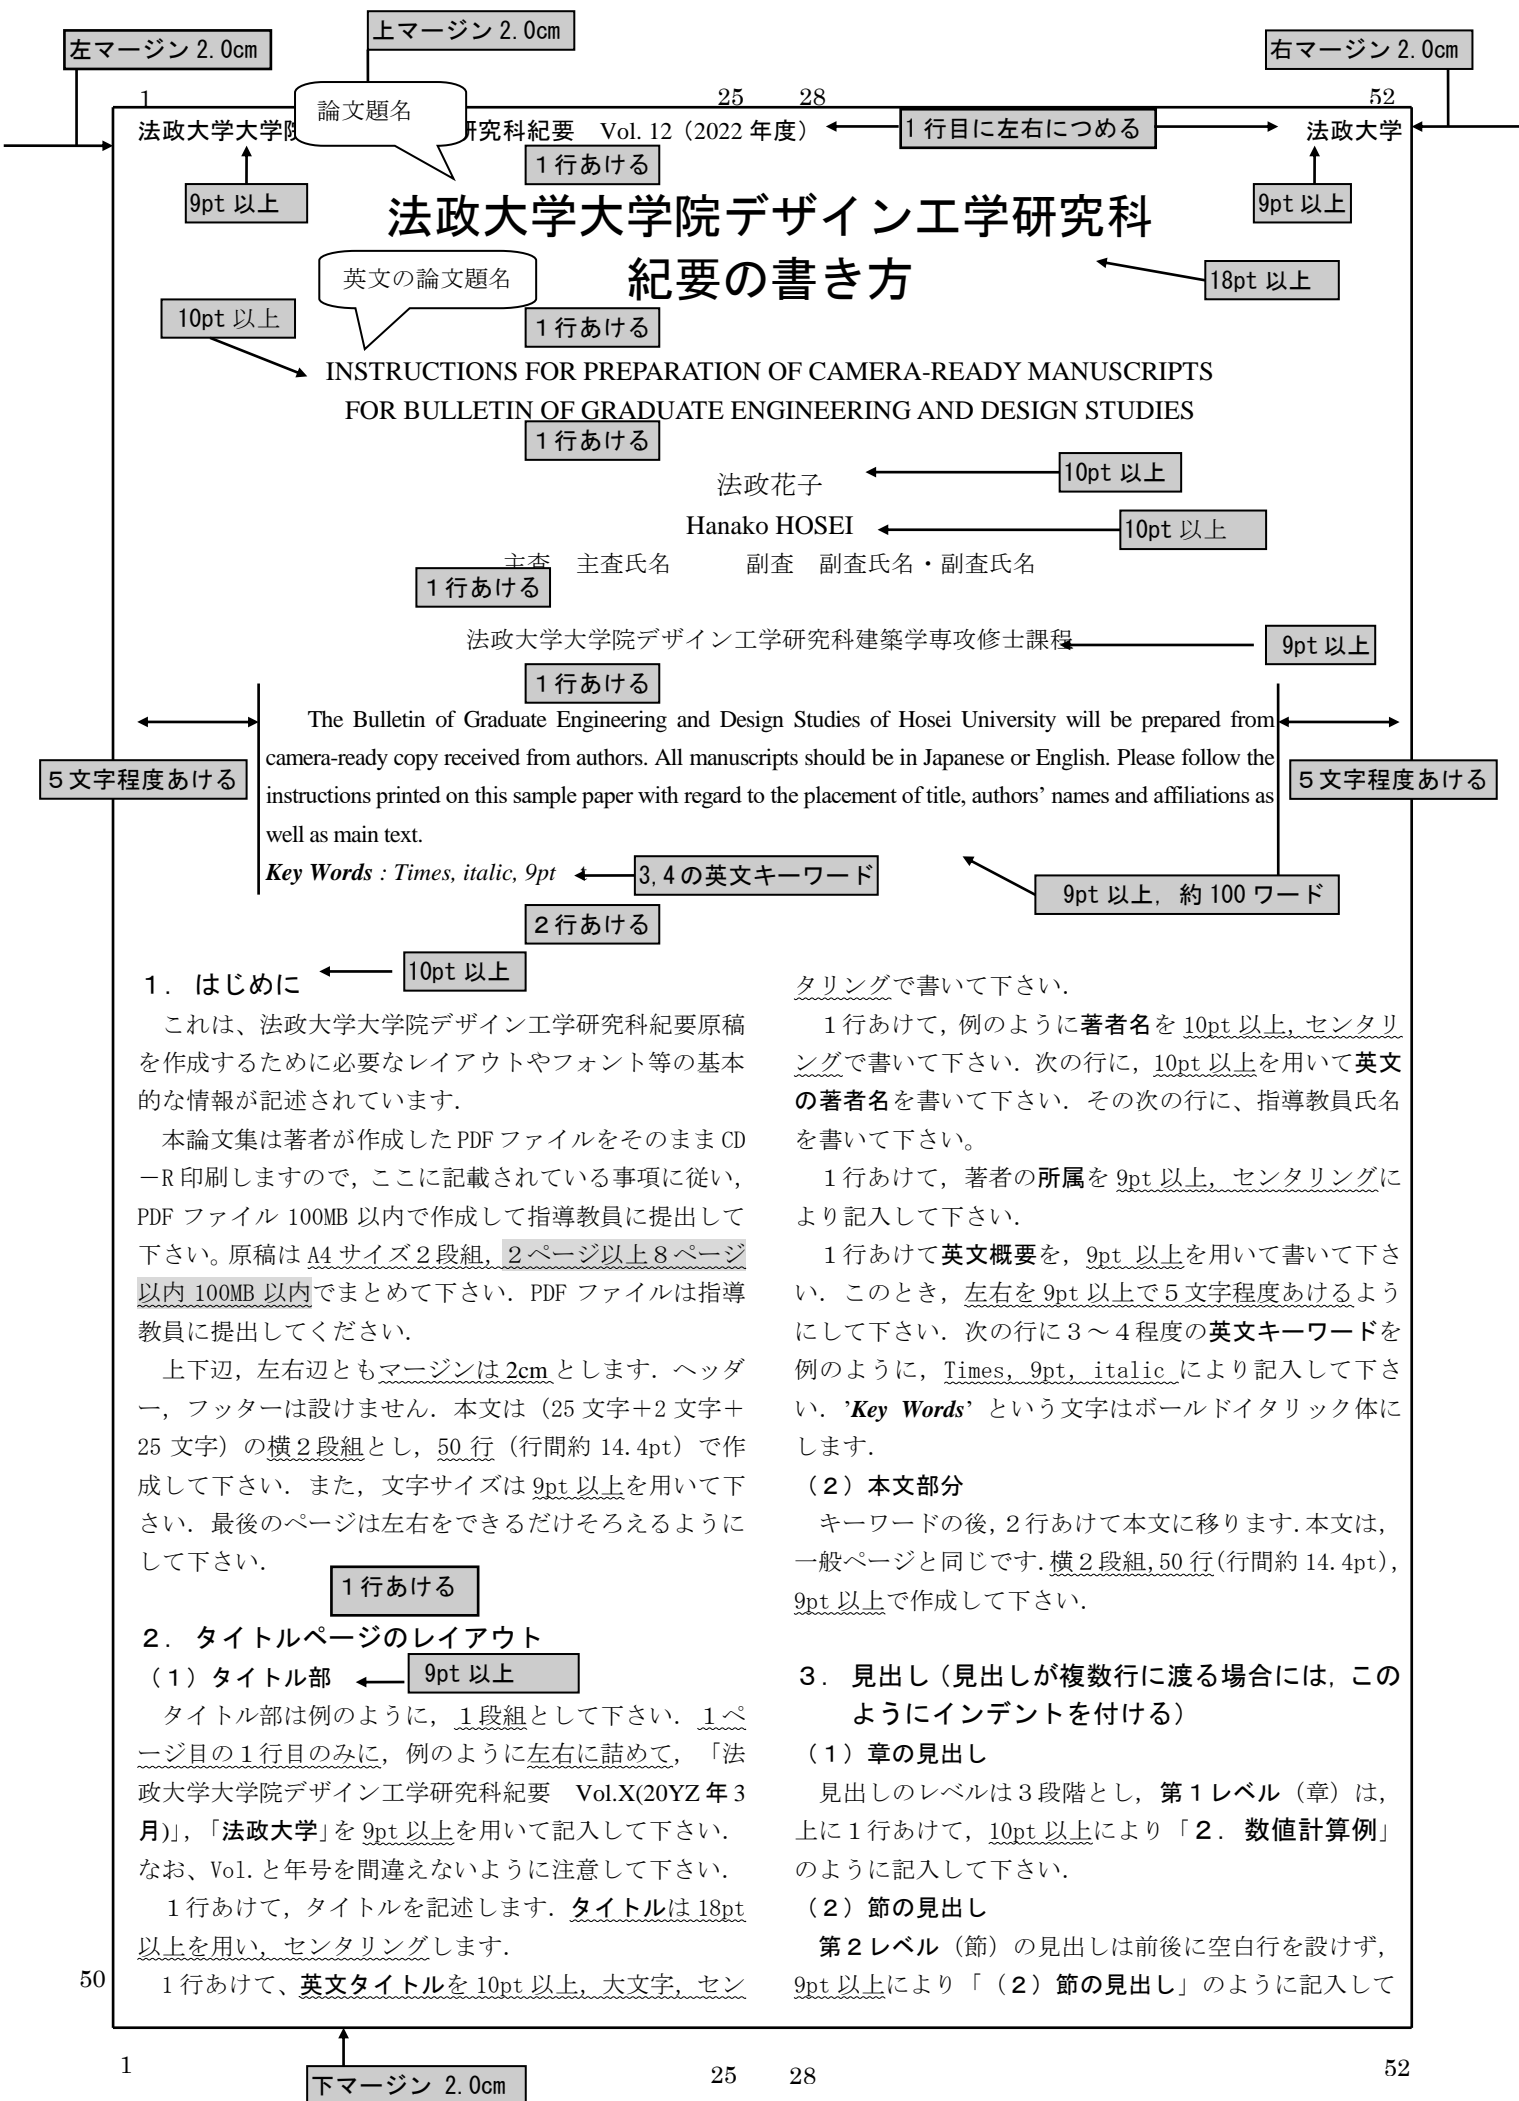 左マージン 2.0cm
上マージン 2.0cm
右マージン 2.0cm
論文題名
1
25
28
52
法政大学大学院
研究科紀要　Vol. 12（2022 年度）
1 行目に左右につめる
法政大学
１行あける
9pt 以上
9pt 以上
法政大学大学院デザイン工学研究科
紀要の書き方
英文の論文題名
18pt 以上
10pt 以上
１行あける
INSTRUCTIONS FOR PREPARATION OF CAMERA-READY MANUSCRIPTS
FOR BULLETIN OF GRADUATE ENGINEERING AND DESIGN STUDIES
１行あける
法政花子
10pt 以上
Hanako HOSEI
10pt 以上
主査　主査氏名　　　副査　副査氏名・副査氏名
１行あける
法政大学大学院デザイン工学研究科建築学専攻修士課程
9pt 以上
１行あける
The Bulletin of Graduate Engineering and Design Studies of Hosei University will be prepared from
camera-ready copy received from authors. All manuscripts should be in Japanese or English. Please follow the
instructions printed on this sample paper with regard to the placement of title, authors’ names and affiliations as
well as main text.
５文字程度あける
５文字程度あける
Key Words : Times, italic, 9pt
3,4 の英文キーワード
9pt 以上，約 100 ワード
２行あける
１．はじめに
10pt 以上
これは、法政大学大学院デザイン工学研究科紀要原稿
を作成するために必要なレイアウトやフォント等の基本
的な情報が記述されています．
本論文集は著者が作成した PDF ファイルをそのまま CD
－R 印刷しますので，ここに記載されている事項に従い，
PDF ファイル 100MB 以内で作成して指導教員に提出して
下さい。原稿は A4 サイズ２段組，２ページ以上８ページ
以内 100MB 以内でまとめて下さい．PDF ファイルは指導
教員に提出してください．
上下辺，左右辺ともマージンは 2cm とします．ヘッダ
ー，フッターは設けません．本文は（25 文字＋2 文字＋
25 文字）の横２段組とし，50 行（行間約 14.4pt）で作
成して下さい．また，文字サイズは 9pt 以上を用いて下
さい．最後のページは左右をできるだけそろえるように
して下さい．
１行あける
２．タイトルページのレイアウト
（１）タイトル部
9pt 以上
タイトル部は例のように，１段組として下さい．１ペ
ージ目の１行目のみに，例のように左右に詰めて，「法
政大学大学院デザイン工学研究科紀要　Vol.X(20YZ 年 3
月)」，「法政大学」を 9pt 以上を用いて記入して下さい．
なお、Vol.と年号を間違えないように注意して下さい．
１行あけて，タイトルを記述します．タイトルは 18pt
以上を用い，センタリングします．
１行あけて、英文タイトルを 10pt 以上，大文字，セン
タリングで書いて下さい．
１行あけて，例のように著者名を 10pt 以上，センタリ
ングで書いて下さい．次の行に，10pt 以上を用いて英文
の著者名を書いて下さい．その次の行に、指導教員氏名
を書いて下さい。
１行あけて，著者の所属を 9pt 以上，センタリングに
より記入して下さい．
１行あけて英文概要を，9pt 以上を用いて書いて下さ
い．このとき，左右を 9pt 以上で５文字程度あけるよう
にして下さい．次の行に３～４程度の英文キーワードを
例のように，Times, 9pt, italic により記入して下さ
い．’Key Words’という文字はボールドイタリック体に
します．
（２）本文部分
キーワードの後，２行あけて本文に移ります．本文は，
一般ページと同じです．横２段組，50 行(行間約 14.4pt)，
9pt 以上で作成して下さい．
３．見出し（見出しが複数行に渡る場合には，この
ようにインデントを付ける）
（１）章の見出し
見出しのレベルは３段階とし，第１レベル（章）は，
上に１行あけて，10pt 以上により「２．数値計算例」
のように記入して下さい．
（２）節の見出し
第２レベル（節）の見出しは前後に空白行を設けず，
9pt 以上により「（２）節の見出し」のように記入して
50
1
下マージン 2.0cm
25
28
52